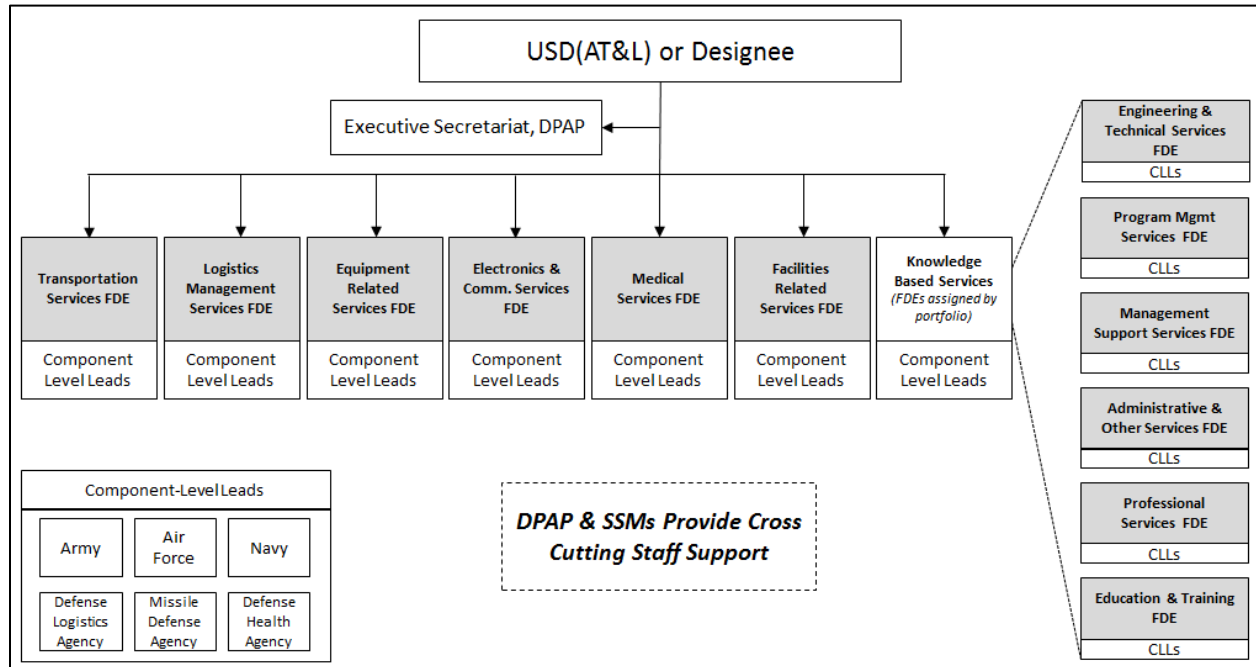 USD(AT&L) or Designee
Executive Secretariat, DPAP
Transportation
Services FDE
Component
Level Leads
Logistics
Management
Services FDE
Component
Level Leads
Equipment
Related
Services FDE
Component
Level Leads
Electronics &
Comm. Services
FDE
Component
Level Leads
Medical
Services FDE
Component
Level Leads
Facilities
Related
Services FDE
Component
Level Leads
Knowledge
Based Services
(FDEs assigned by
portfolio)
Component
Level Leads
Engineering &
Technical Services
FDE
CLLs
Program Mgmt
Services FDE
CLLs
Management
Support Services FDE
CLLs
Administrative &
Other Services FDE
CLLs
Professional
Services FDE
CLLs
Education & Training
FDE
CLLs
Component-Level Leads
Army
Air
Force
Navy
Defense
Logistics
Agency
Missile
Defense
Agency
Defense
Health
Agency
DPAP & SSMs Provide Cross
Cutting Staff Support